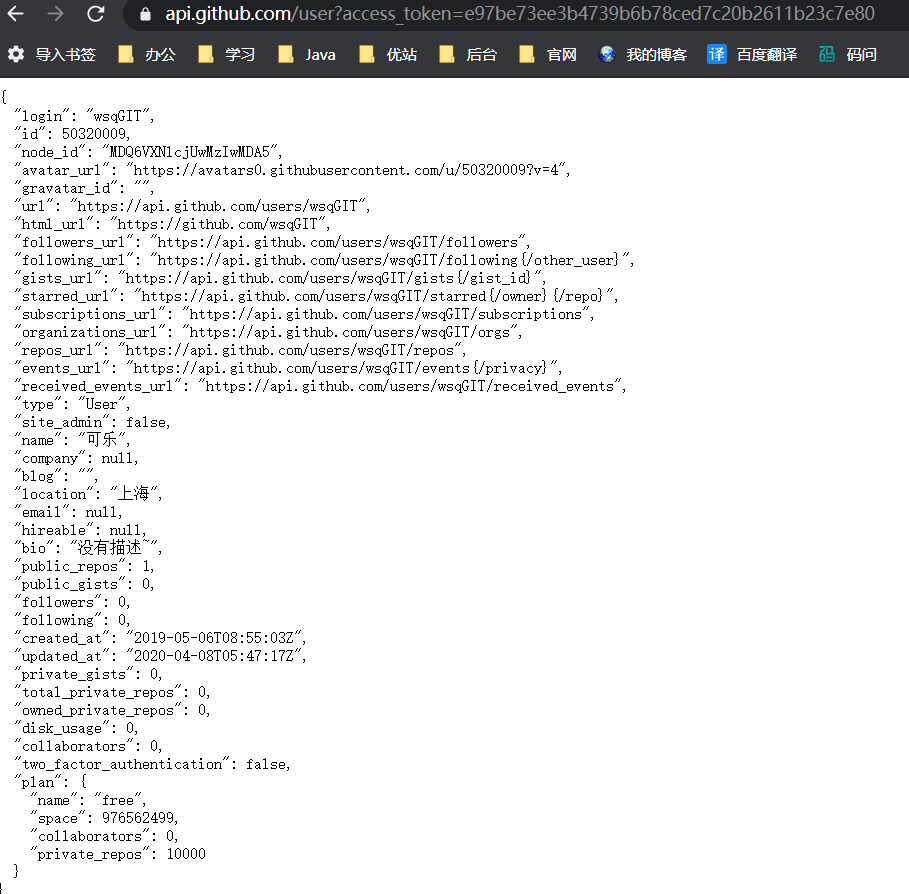 api.github.com/user?access_token=e97be73ee3b4739b6b78ced7c20b2611b23c7e80
导入书签 办公 学习 Java 优站 后台 官网 我的博客 译 百度翻译 码问
{
"login": "wsqGIT",
"id": 50320009,
"node_id": "MDQ6VXNlcjUwMzIwMDA5",
"avatar_url": "https://avatars0.githubusercontent.com/u/50320009?v=4",
"gravatar_id": "",
"url": "https://api.github.com/users/wsqGIT",
"html_url": "https://github.com/wsqGIT",
"followers_url": "https://api.github.com/users/wsqGIT/followers",
"following_url": "https://api.github.com/users/wsqGIT/following{/other_user}",
"gists_url": "https://api.github.com/users/wsqGIT/gists{/gist_id}",
"starred_url": "https://api.github.com/users/wsqGIT/starred{/owner}{/repo}",
"subscriptions_url": "https://api.github.com/users/wsqGIT/subscriptions",
"organizations_url": "https://api.github.com/users/wsqGIT/orgs",
"repos_url": "https://api.github.com/users/wsqGIT/repos",
"events_url": "https://api.github.com/users/wsqGIT/events{/privacy}",
"received_events_url": "https://api.github.com/users/wsqGIT/received_events",
"type": "User",
"site_admin": false,
"name": "可乐",
"company": null,
"blog": "",
"location": "上海",
"email": null,
"hireable": null,
"bio": "没有描述~",
"public_repos": 1,
"public_gists": 0,
"followers": 0,
"following": 0,
"created_at": "2019-05-06T08:55:03Z",
"updated_at": "2020-04-08T05:47:17Z",
"private_gists": 0,
"total_private_repos": 0,
"owned_private_repos": 0,
"disk_usage": 0,
"collaborators": 0,
"two_factor_authentication": false,
"plan": {
"name": "free",
"space": 976562499,
"collaborators": 0,
"private_repos": 10000
}